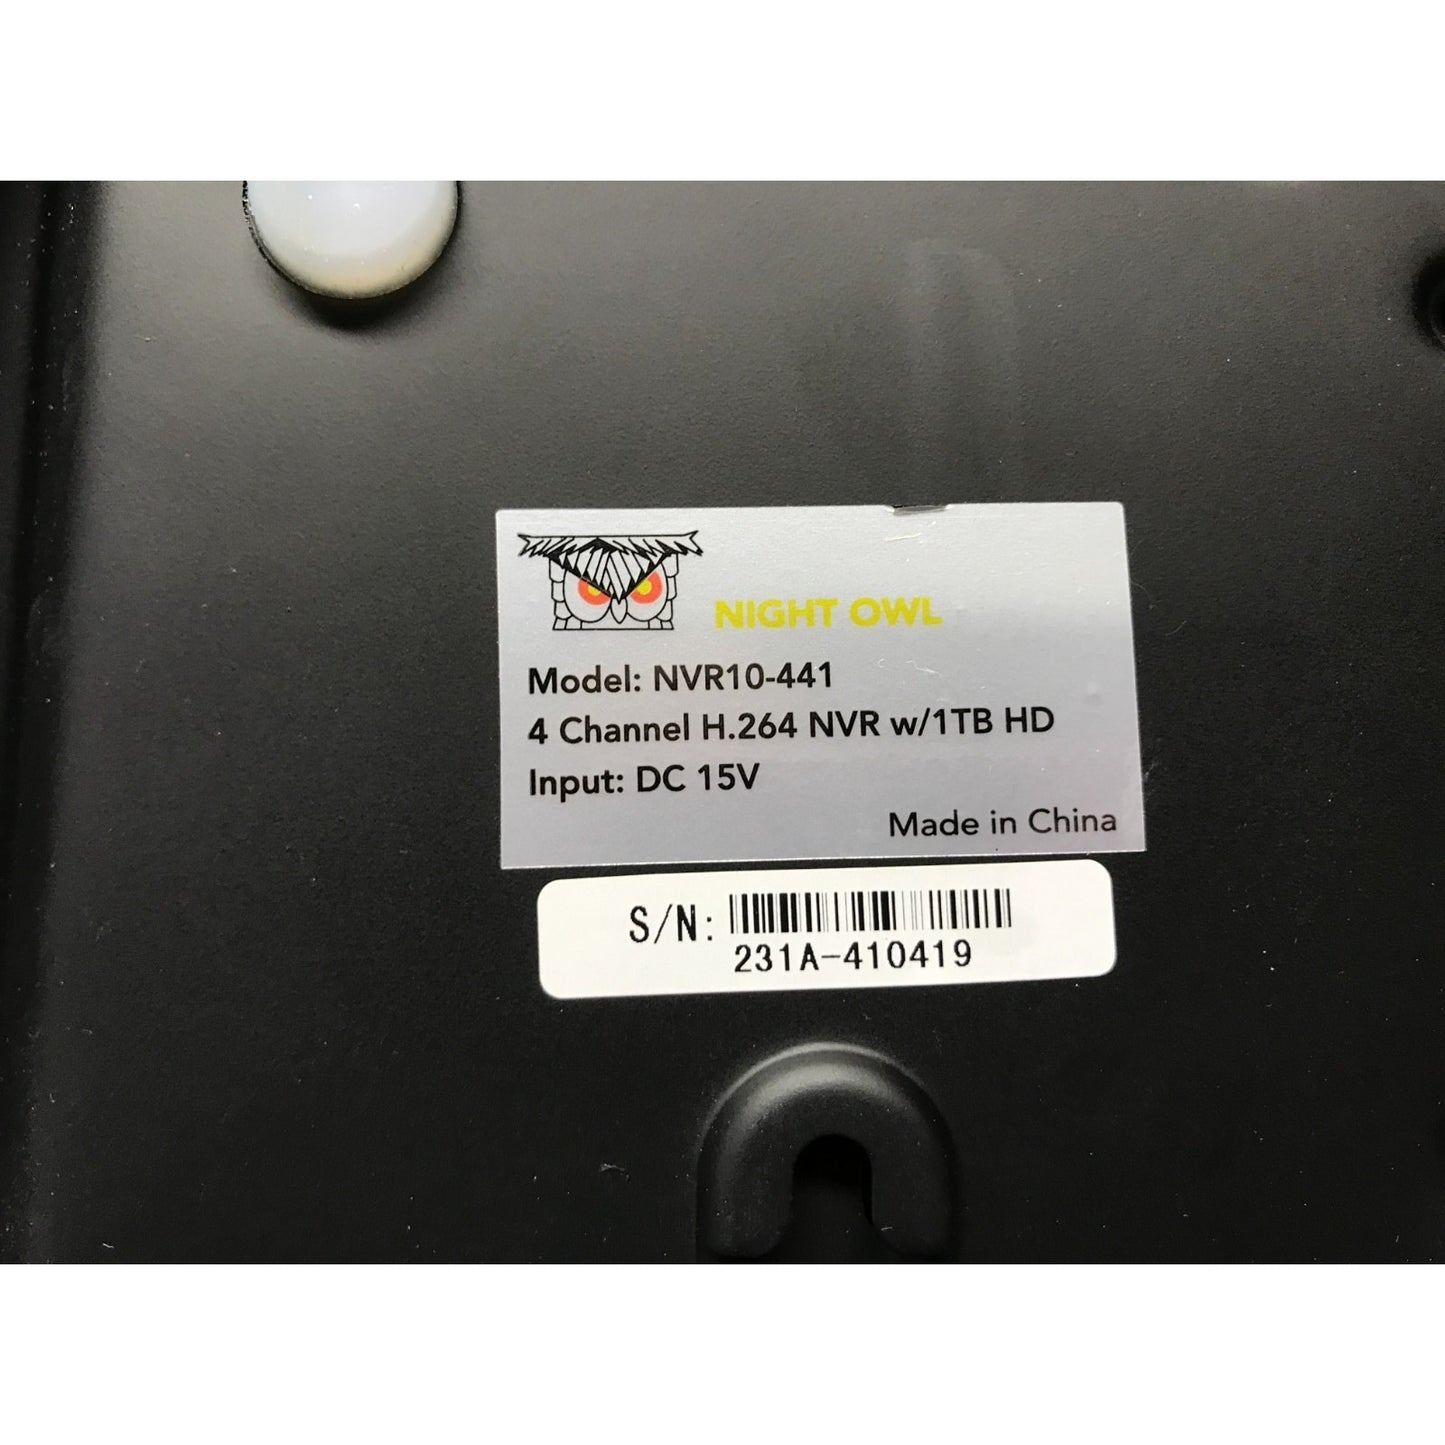 NIGHT OWL
Model: NVR10-441
4 Channel H.264 NVR w/1TB HD
Input: DC 15V
Made in China
S/N:
231A-410419